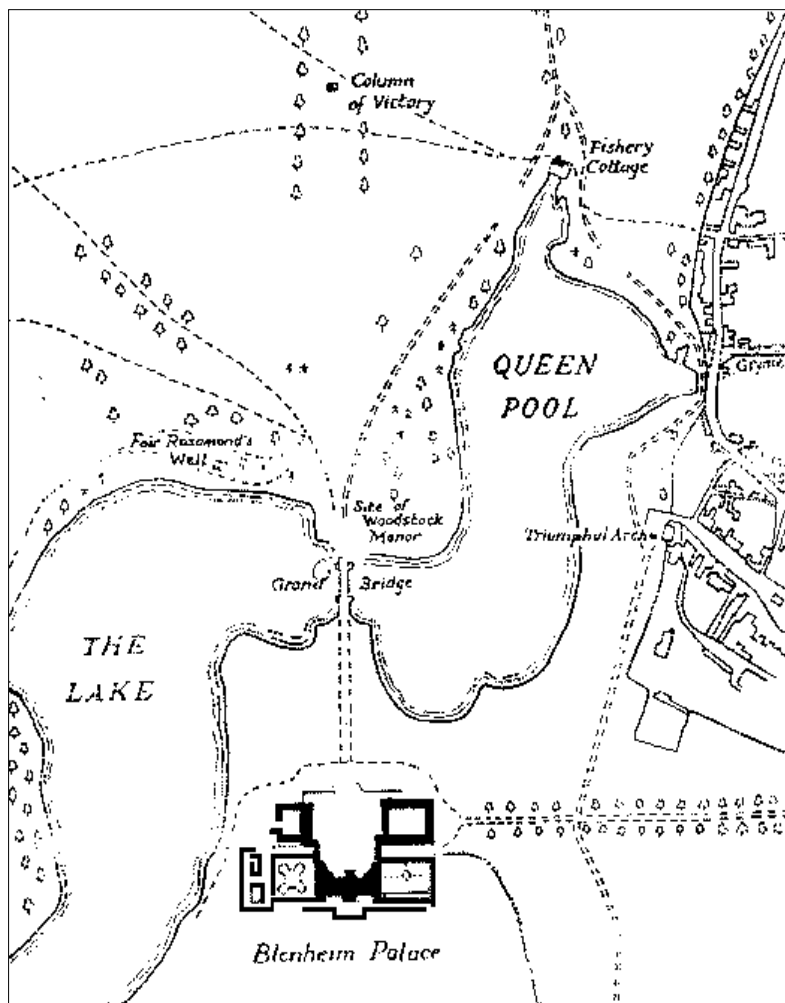 Column
of Victory
Fishery
Cottage
QUEEN
POOL
Fair Rosamond's
Well
Site of
Woodstock
Manor
Triumphal Arch
Grand Bridge
THE
LAKE
Blenheim Palace